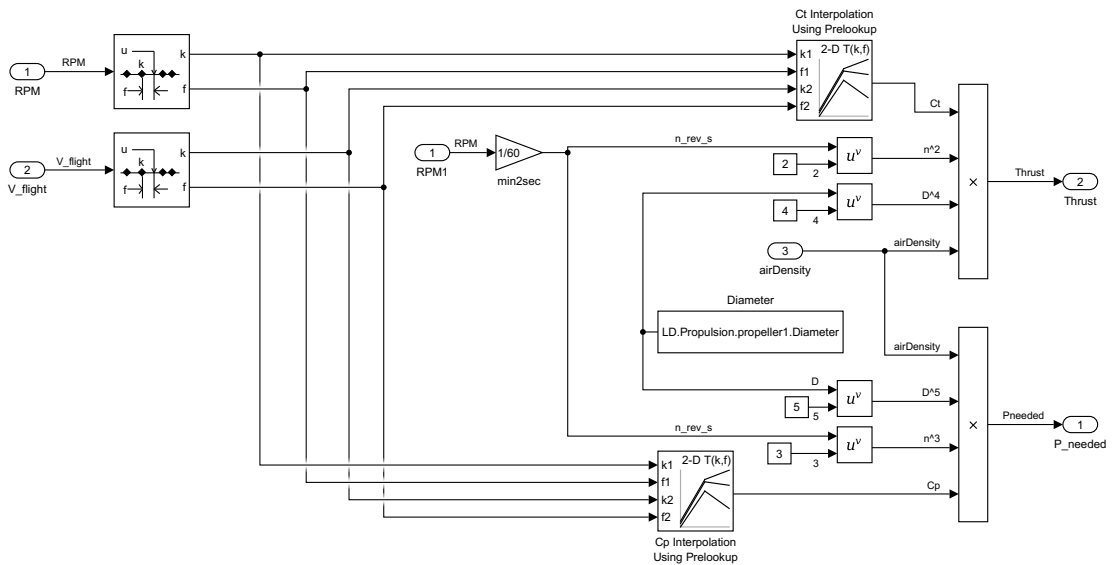 Ct Interpolation
Using Prelookup
2-D T(k,f)
k1
f1
k2
f2
Ct
1
RPM
RPM
u
k
f
k
f
2
V_flight
V_flight
u
k
f
k
f
1
RPM1
RPM
1/60
min2sec
n_rev_s
2
2
u^v
n^2
4
4
u^v
D^4
×
Thrust
2
Thrust
3
airDensity
airDensity
Diameter
LD.Propulsion.propeller1.Diameter
airDensity
D
5
5
u^v
D^5
×
Pneeded
1
P_needed
n_rev_s
3
3
u^v
n^3
k1
f1
k2
f2
2-D T(k,f)
Cp
Cp Interpolation
Using Prelookup